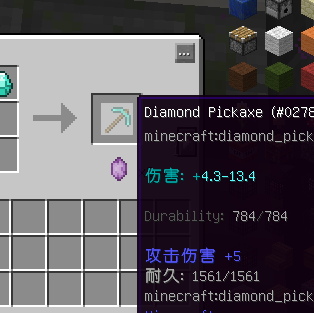 ...
Diamond Pickaxe (#0278
minecraft:diamond_pick
伤害: +4.3-13.4
Durability: 784/784
攻击伤害 +5
耐久: 1561/1561
minecraft:diamond_pick